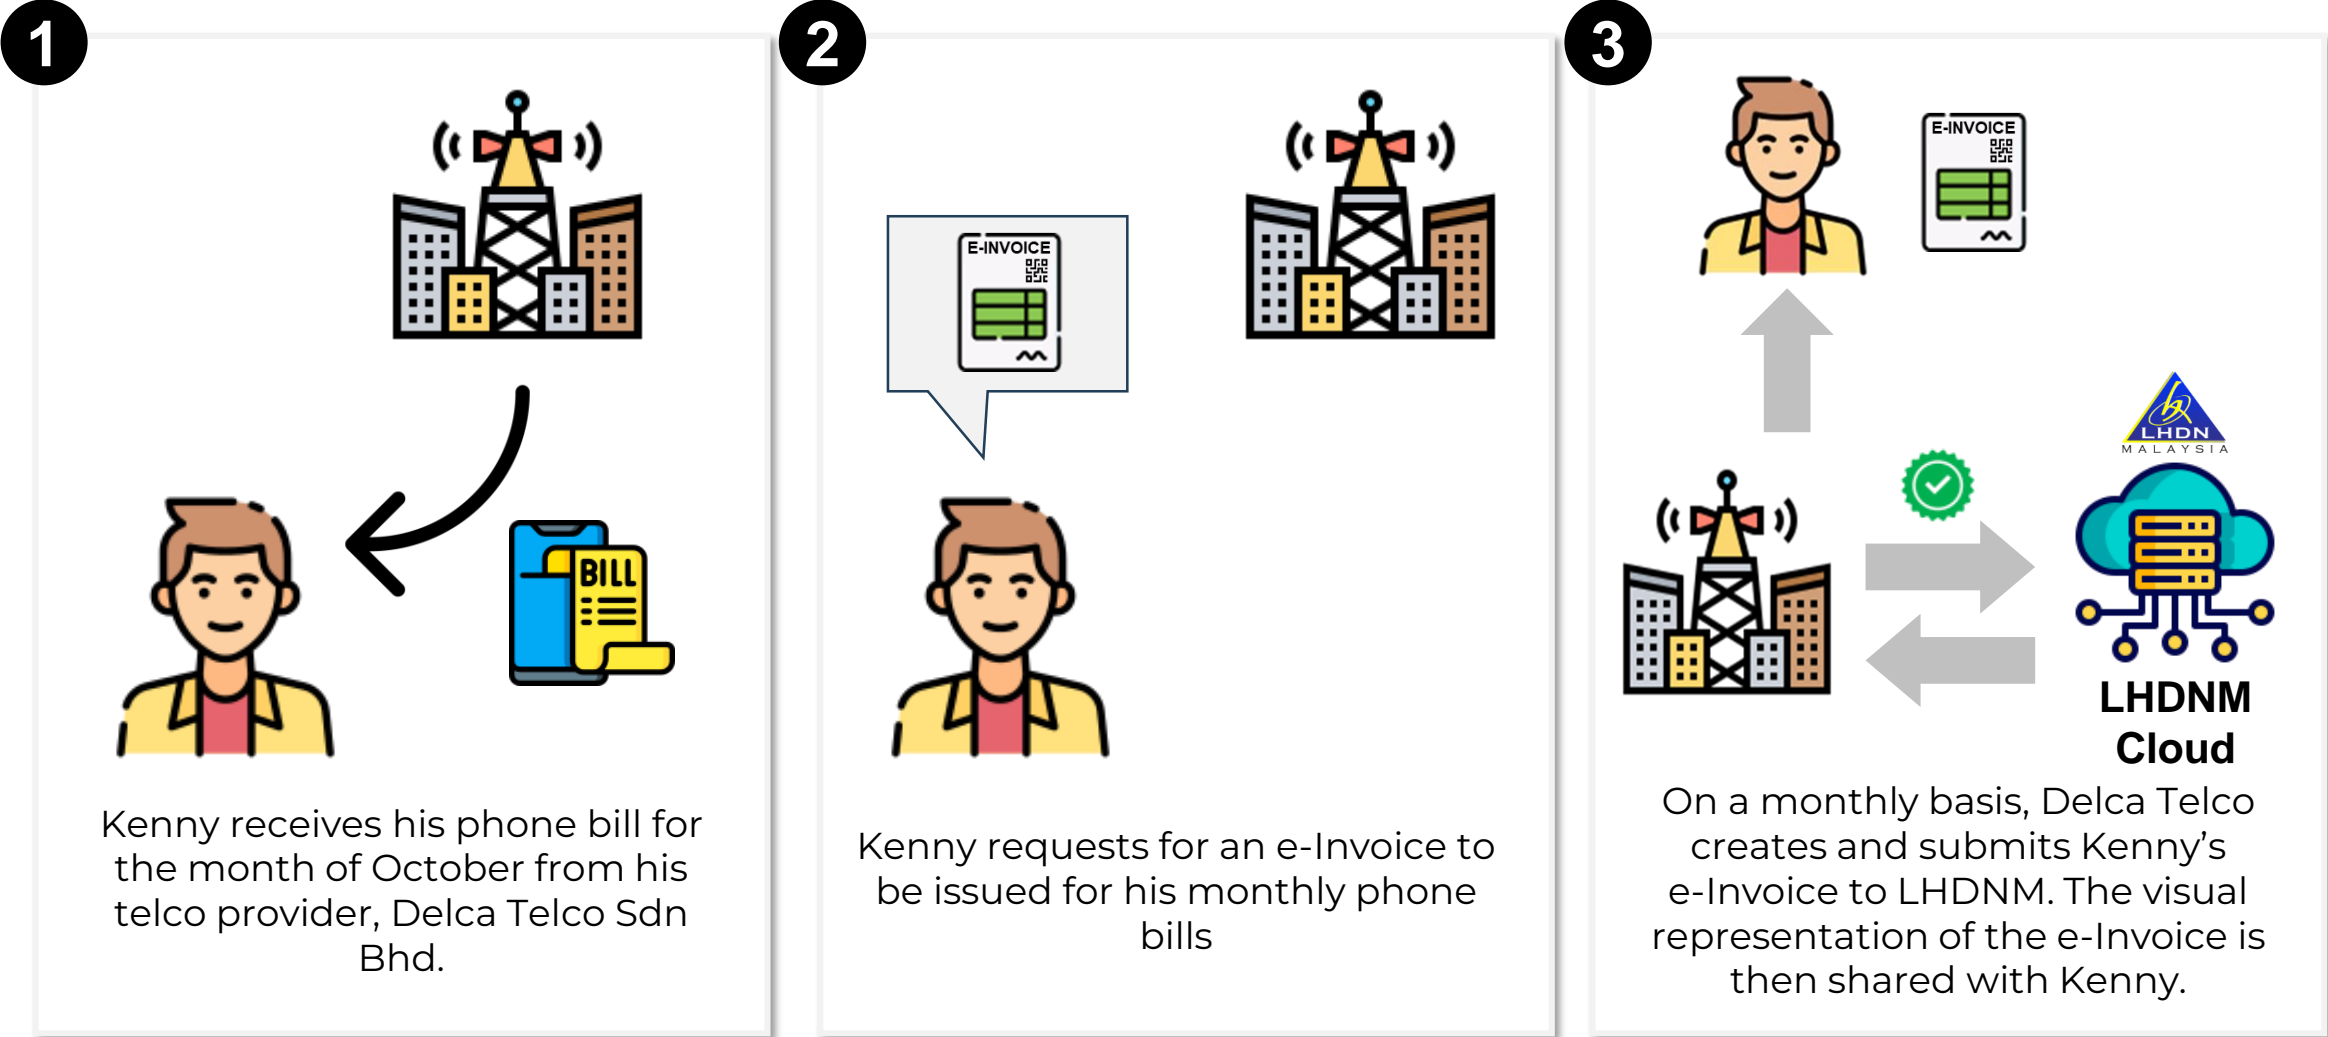 1
BILL
Kenny receives his phone bill for
the month of October from his
telco provider, Delca Telco Sdn
Bhd.
2
E-INVOICE
Kenny requests for an e-Invoice to
be issued for his monthly phone
bills
3
E-INVOICE
LHDN
MALAYSIA
LHDNM
Cloud
On a monthly basis, Delca Telco
creates and submits Kenny’s
e-Invoice to LHDNM. The visual
representation of the e-Invoice is
then shared with Kenny.